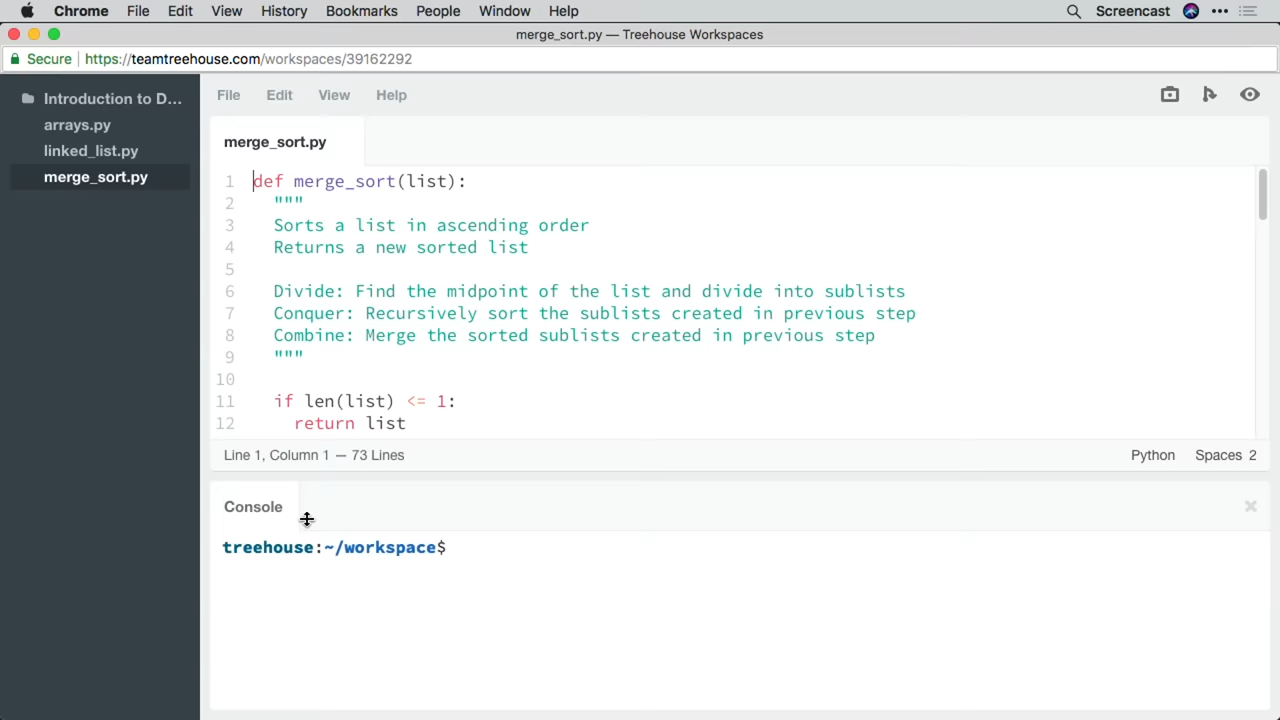 Chrome File Edit View History Bookmarks People Window Help Screencast
merge_sort.py — Treehouse Workspaces
Secure https://teamtreehouse.com/workspaces/39162292
Introduction to D...
arrays.py
linked_list.py
merge_sort.py
File Edit View Help
merge_sort.py
1 def merge_sort(list):
2 """
3 Sorts a list in ascending order
4 Returns a new sorted list
5
6 Divide: Find the midpoint of the list and divide into sublists
7 Conquer: Recursively sort the sublists created in previous step
8 Combine: Merge the sorted sublists created in previous step
9 """
10
11 if len(list) <= 1:
12 return list
Line 1, Column 1 — 73 Lines Python Spaces 2
Console
treehouse:~/workspace$